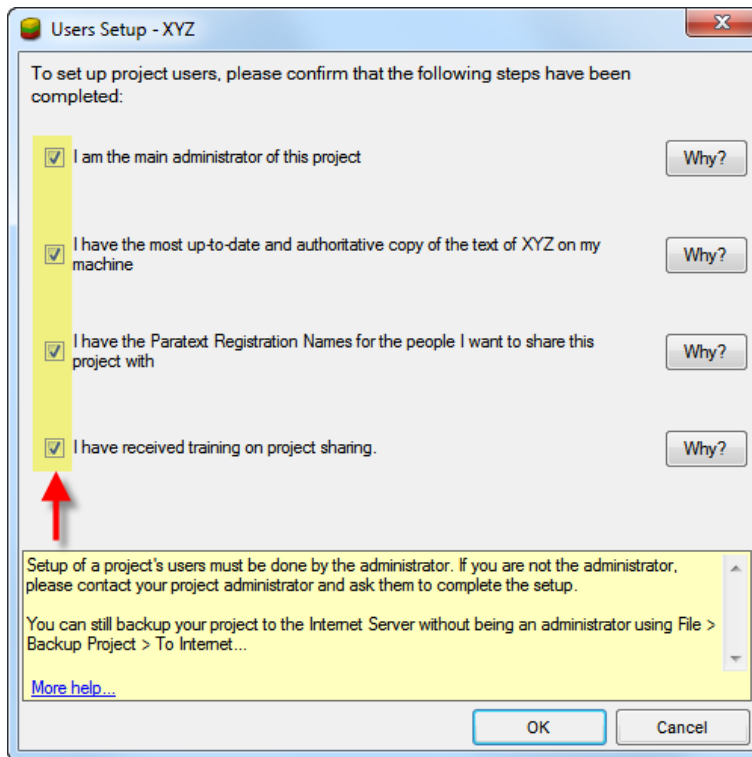 Users Setup - XYZ
To set up project users, please confirm that the following steps have been
completed:
I am the main administrator of this project
Why?
I have the most up-to-date and authoritative copy of the text of XYZ on my
machine
Why?
I have the Paratext Registration Names for the people I want to share this
project with
Why?
I have received training on project sharing.
Why?
Setup of a project's users must be done by the administrator. If you are not the administrator,
please contact your project administrator and ask them to complete the setup.
You can still backup your project to the Internet Server without being an administrator using File >
Backup Project > To Internet...
More help...
OK
Cancel